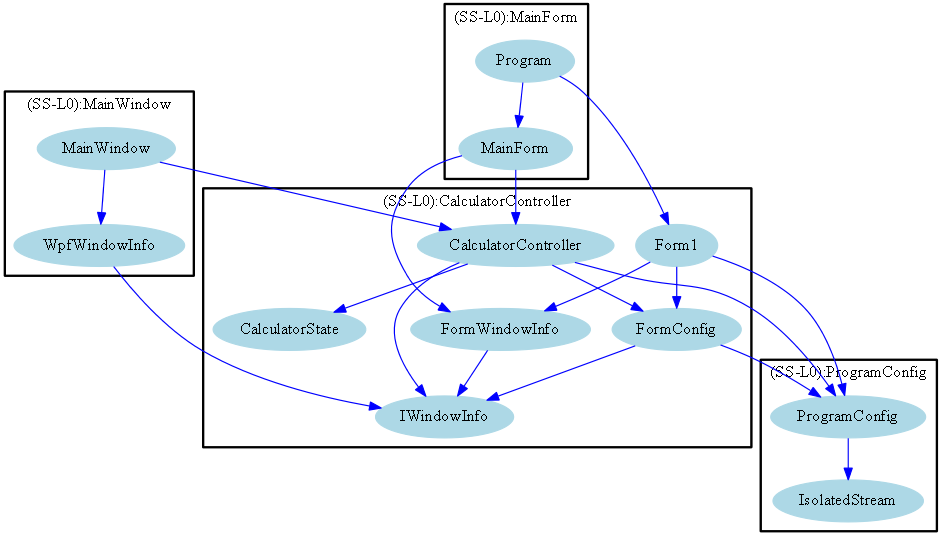 (SS-L0):MainForm
Program
(SS-L0):MainWindow
MainWindow
MainForm
(SS-L0):CalculatorController
WpfWindowInfo
CalculatorController
Form1
CalculatorState
FormWindowInfo
FormConfig
(SS-L0):ProgramConfig
IWindowInfo
ProgramConfig
IsolatedStream